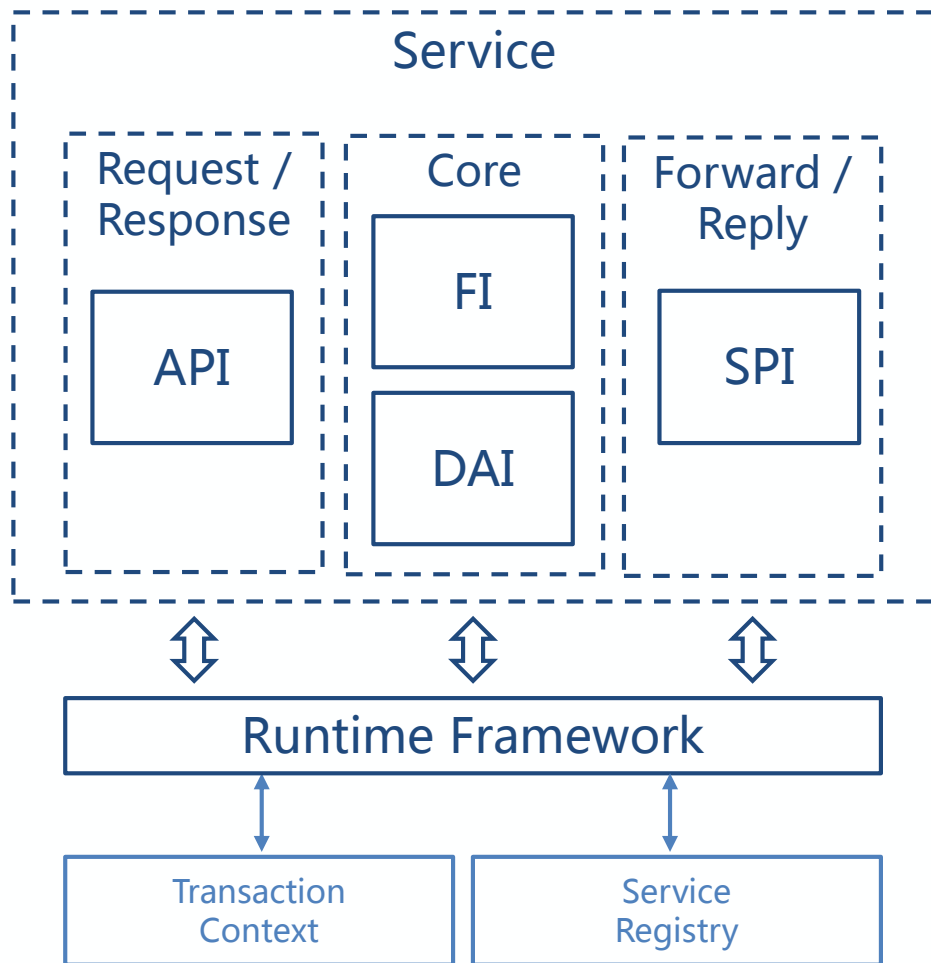 Service
Request /
Response
API
Core
FI
DAI
Forward /
Reply
SPI
Runtime Framework
Transaction
Context
Service
Registry